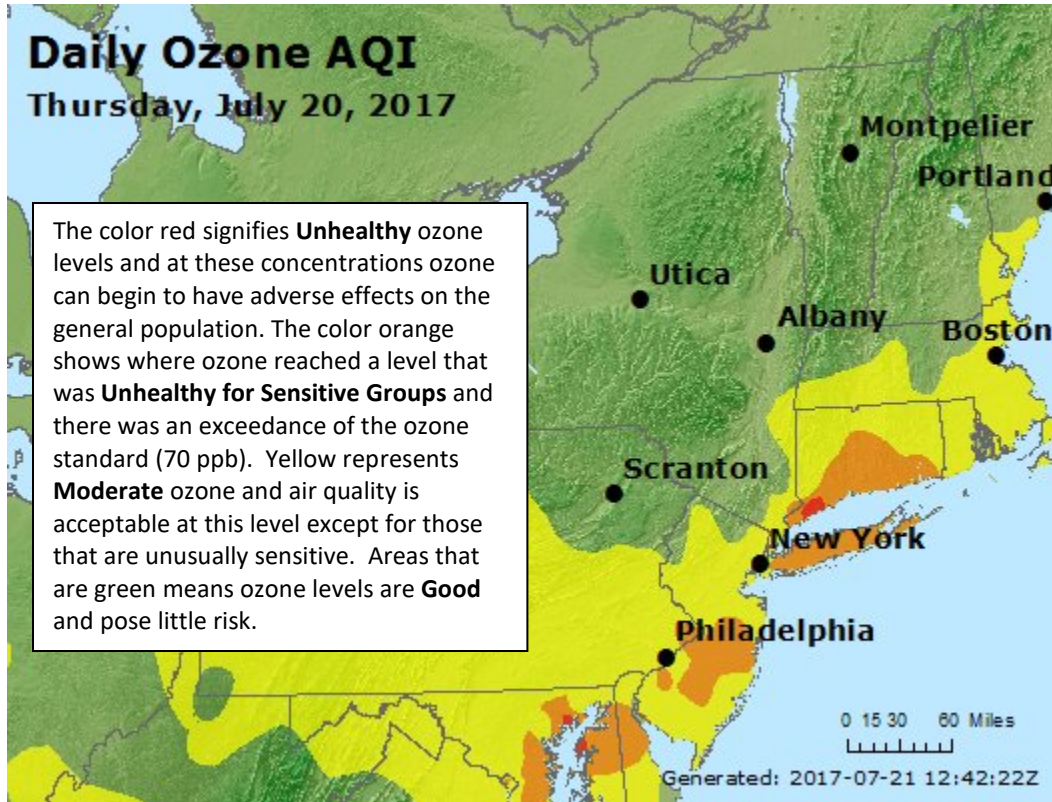 Daily Ozone AQI
Thursday, July 20, 2017
Montpelier
Portland
The color red signifies Unhealthy ozone
levels and at these concentrations ozone
can begin to have adverse effects on the
general population. The color orange
shows where ozone reached a level that
was Unhealthy for Sensitive Groups and
there was an exceedance of the ozone
standard (70 ppb).  Yellow represents
Moderate ozone and air quality is
acceptable at this level except for those
that are unusually sensitive.  Areas that
are green means ozone levels are Good
and pose little risk.
Utica
Albany
Boston
Scranton
New York
Philadelphia
0 15 30 60 Miles
Generated: 2017-07-21 12:42:22Z